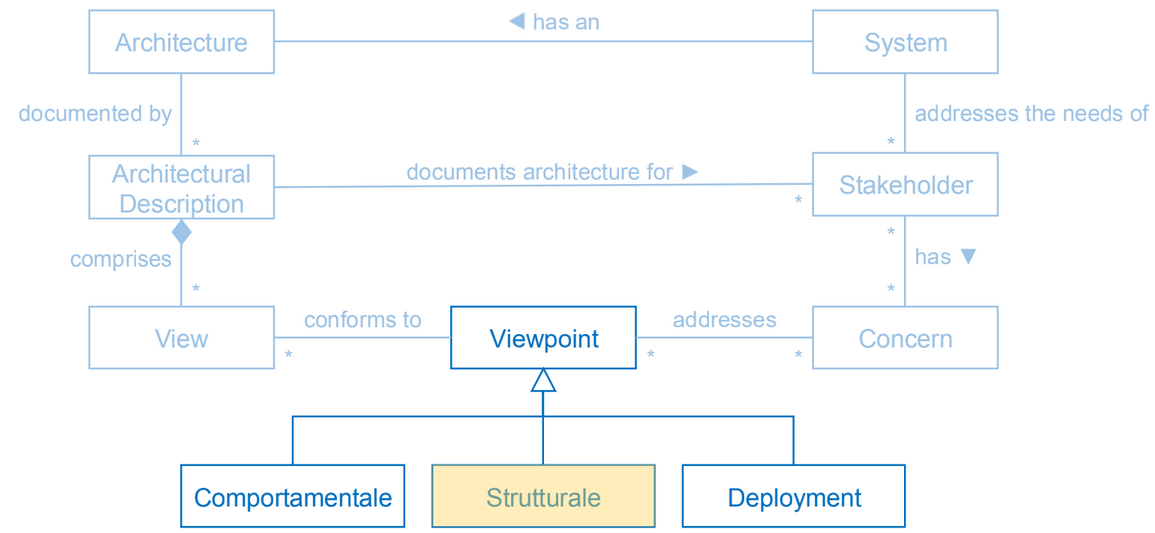 ◄ has an
Architecture
System
documented by
addresses the needs of
*
*
Architectural
Description
documents architecture for ►
Stakeholder
*
*
comprises
has ▼
*
*
conforms to
addresses
View
Viewpoint
Concern
*
*
*
Comportamentale
Strutturale
Deployment